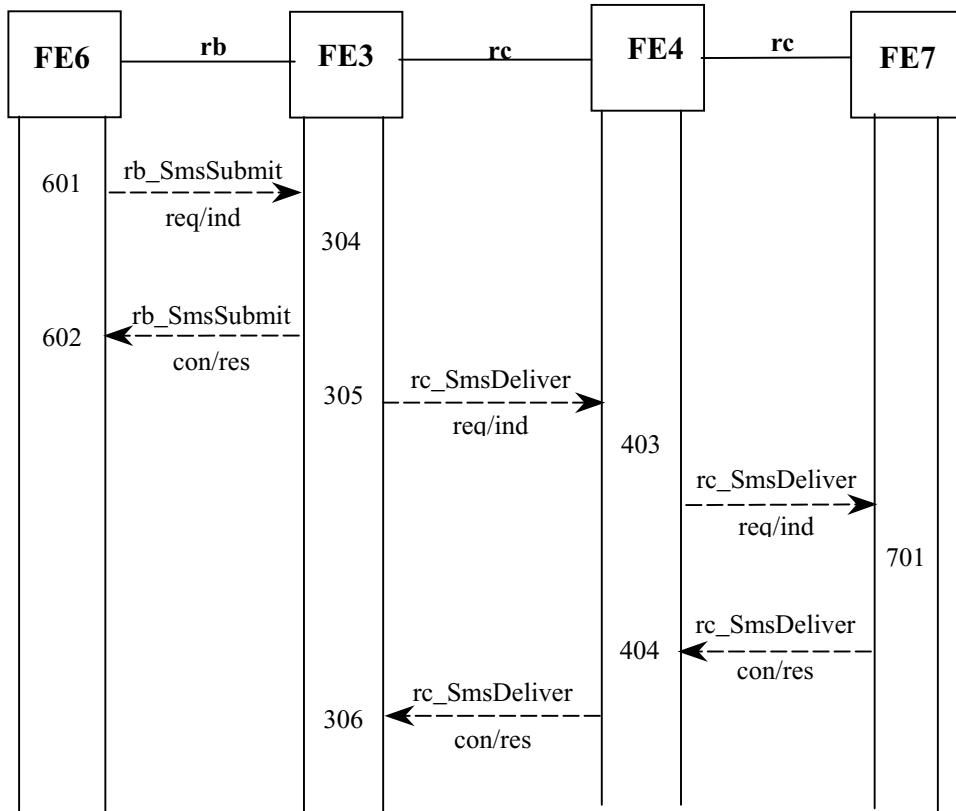 FE6 rb FE3 rc FE4 rc FE7
601 rb_SmsSubmit
req/ind
304
602 rb_SmsSubmit
con/res
305 rc_SmsDeliver
req/ind
403
rc_SmsDeliver
req/ind
701
404 rc_SmsDeliver
con/res
306 rc_SmsDeliver
con/res